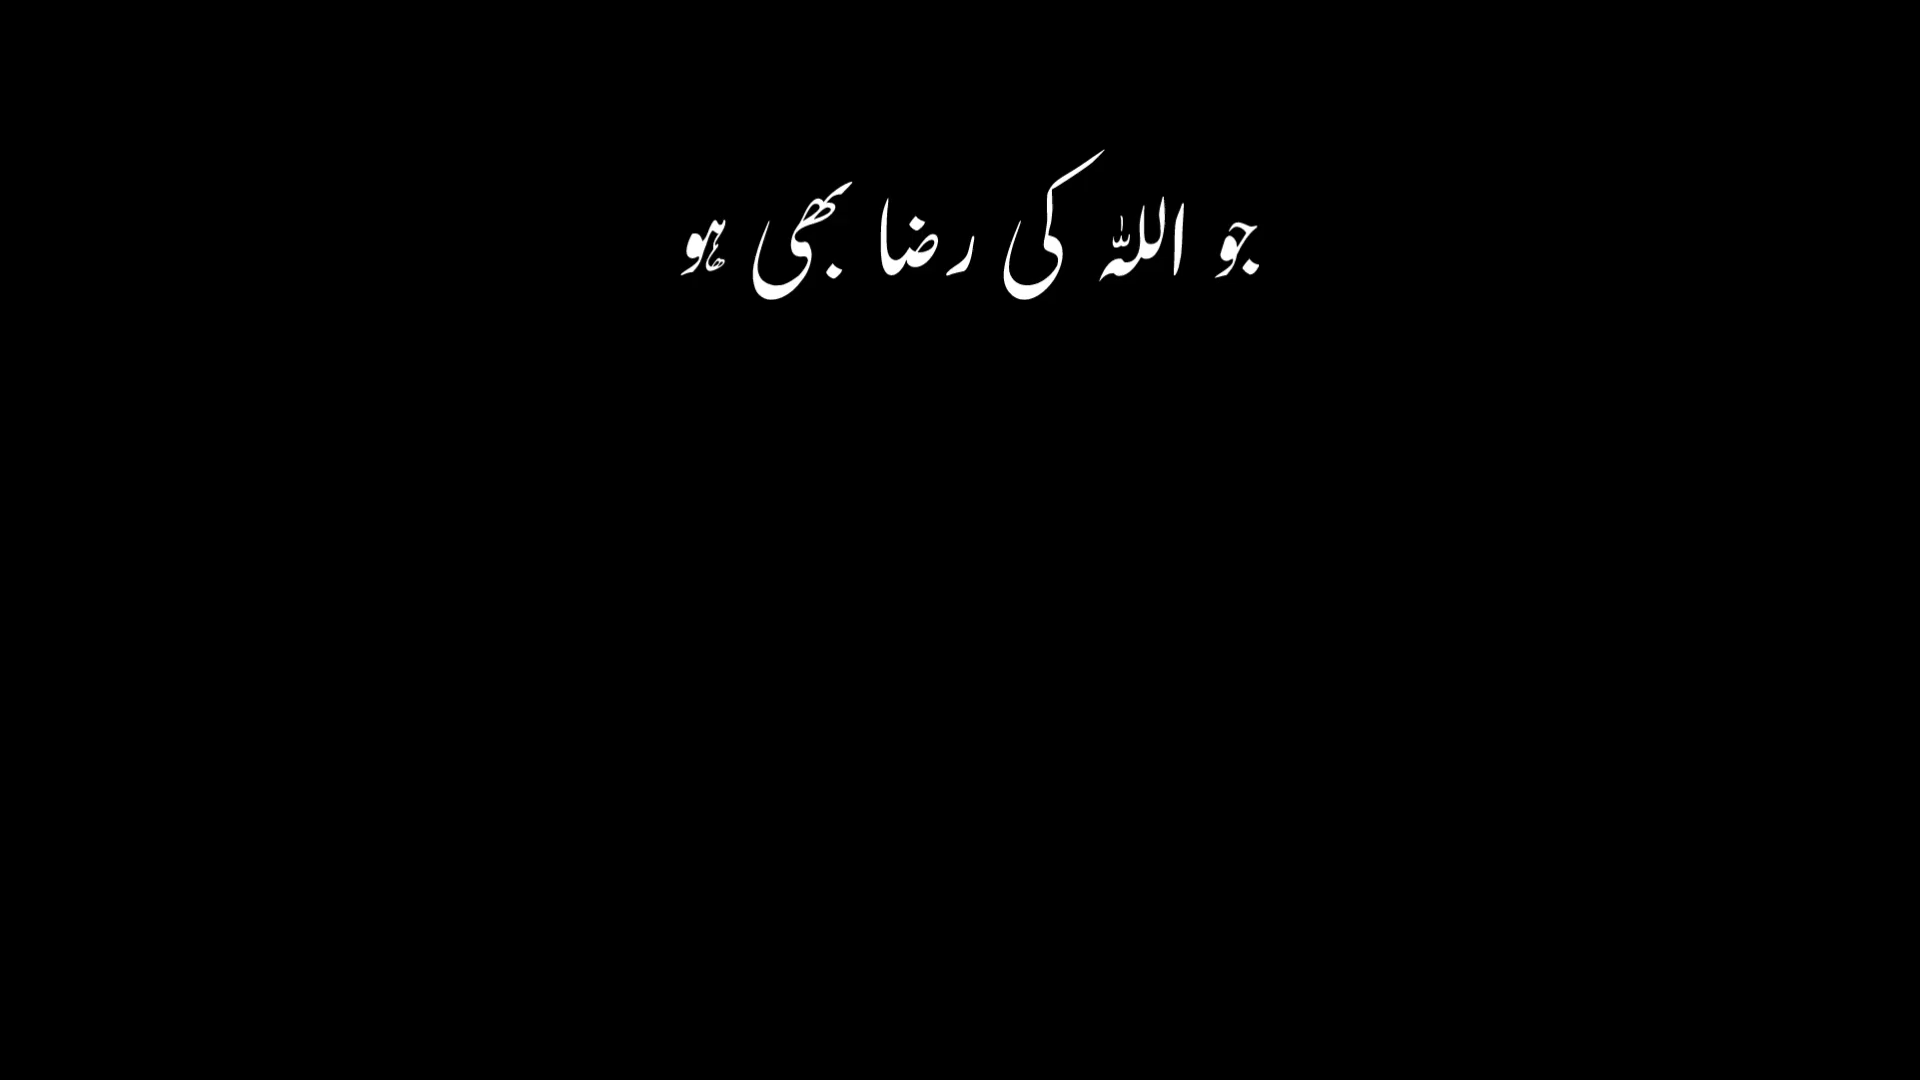 جو اللہ کی رضا بھی ہو